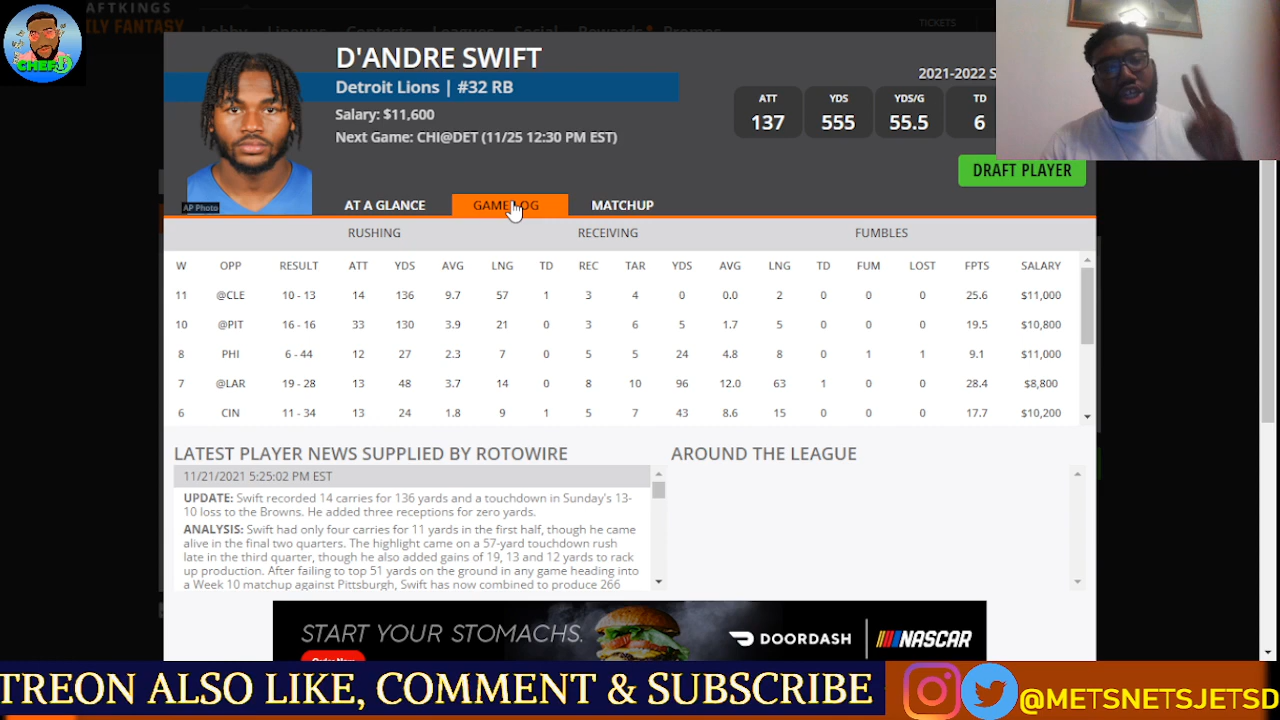 AFTKINGS
ILY FANTASY
TICKETS
CHEF
D'ANDRE SWIFT
Detroit Lions | #32 RB
Salary: $11,600
Next Game: CHI@DET (11/25 12:30 PM EST)
2021-2022 S
ATT YDS YDS/G TD
137 555 55.5 6
DRAFT PLAYER
AP Photo
AT A GLANCE GAME LOG MATCHUP
RUSHING RECEIVING FUMBLES
W OPP RESULT ATT YDS AVG LNG TD REC TAR YDS AVG LNG TD FUM LOST FPTS SALARY
11 @CLE 10 - 13 14 136 9.7 57 1 3 4 0 0.0 2 0 0 0 25.6 $11,000
10 @PIT 16 - 16 33 130 3.9 21 0 3 6 5 1.7 5 0 0 0 19.5 $10,800
8 PHI 6 - 44 12 27 2.3 7 0 5 5 24 4.8 8 0 1 1 9.1 $11,000
7 @LAR 19 - 28 13 48 3.7 14 0 8 10 96 12.0 63 1 0 0 28.4 $8,800
6 CIN 11 - 34 13 24 1.8 9 1 5 7 43 8.6 15 0 0 0 17.7 $10,200
LATEST PLAYER NEWS SUPPLIED BY ROTOWIRE
AROUND THE LEAGUE
11/21/2021 5:25:02 PM EST
UPDATE: Swift recorded 14 carries for 136 yards and a touchdown in Sunday's 13-
10 loss to the Browns. He added three receptions for zero yards.
ANALYSIS: Swift had only four carries for 11 yards in the first half, though he came
alive in the final two quarters. The highlight came on a 57-yard touchdown rush
late in the third quarter, though he also added gains of 19, 13 and 12 yards to rack
up production. After failing to top 51 yards on the ground in any game heading into
a Week 10 matchup against Pittsburgh, Swift has now combined to produce 266
START YOUR STOMACHS.
Order Now
DOORDASH | NASCAR
TREON ALSO LIKE, COMMENT & SUBSCRIBE
@METSNETSJETSD